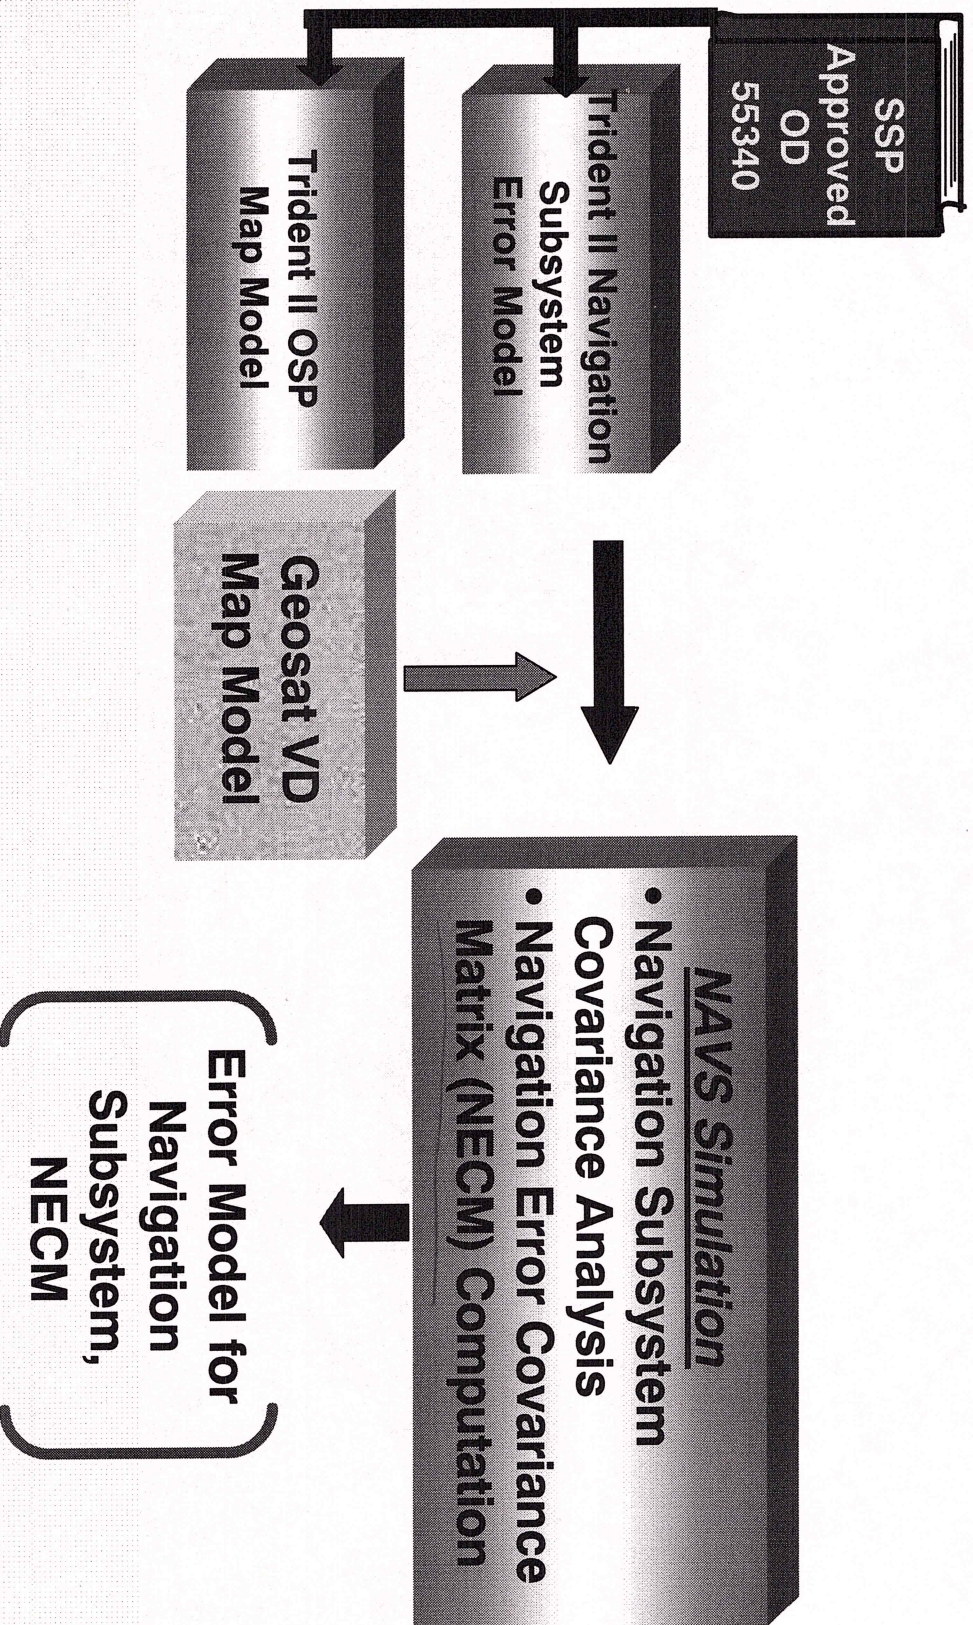 SSP
Approved
OD
55340
Trident II Navigation
Subsystem
Error Model
Trident II OSP
Map Model
Geosat VD
Map Model
NAVS Simulation
• Navigation Subsystem
Covariance Analysis
• Navigation Error Covariance
Matrix (NECM) Computation
Error Model for
Navigation
Subsystem,
NECM